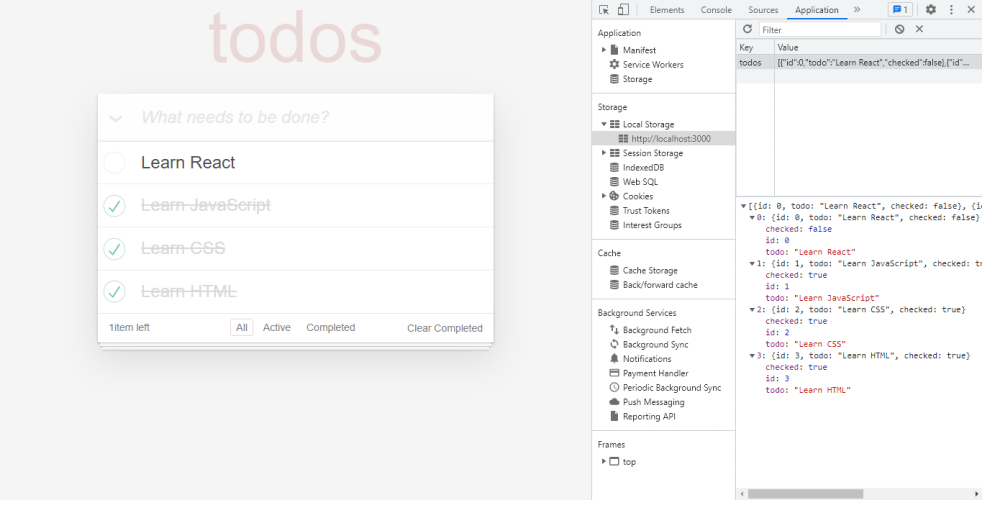 todos
What needs to be done?
Learn React
Learn JavaScript
Learn CSS
Learn HTML
1item left
All
Active
Completed
Clear Completed
Elements
Console
Sources
Application
»
1
Application
Manifest
Service Workers
Storage
Storage
Local Storage
http://localhost:3000
Session Storage
IndexedDB
Web SQL
Cookies
Trust Tokens
Interest Groups
Cache
Cache Storage
Back/forward cache
Background Services
Background Fetch
Background Sync
Notifications
Payment Handler
Periodic Background Sync
Push Messaging
Reporting API
Frames
top
Filter
Key Value
todos [{"id":0,"todo":"Learn React","checked":false},{"id"...
[{id: 0, todo: "Learn React", checked: false}, {i
0: {id: 0, todo: "Learn React", checked: false}
checked: false
id: 0
todo: "Learn React"
1: {id: 1, todo: "Learn JavaScript", checked: tr
checked: true
id: 1
todo: "Learn JavaScript"
2: {id: 2, todo: "Learn CSS", checked: true}
checked: true
id: 2
todo: "Learn CSS"
3: {id: 3, todo: "Learn HTML", checked: true}
checked: true
id: 3
todo: "Learn HTML"